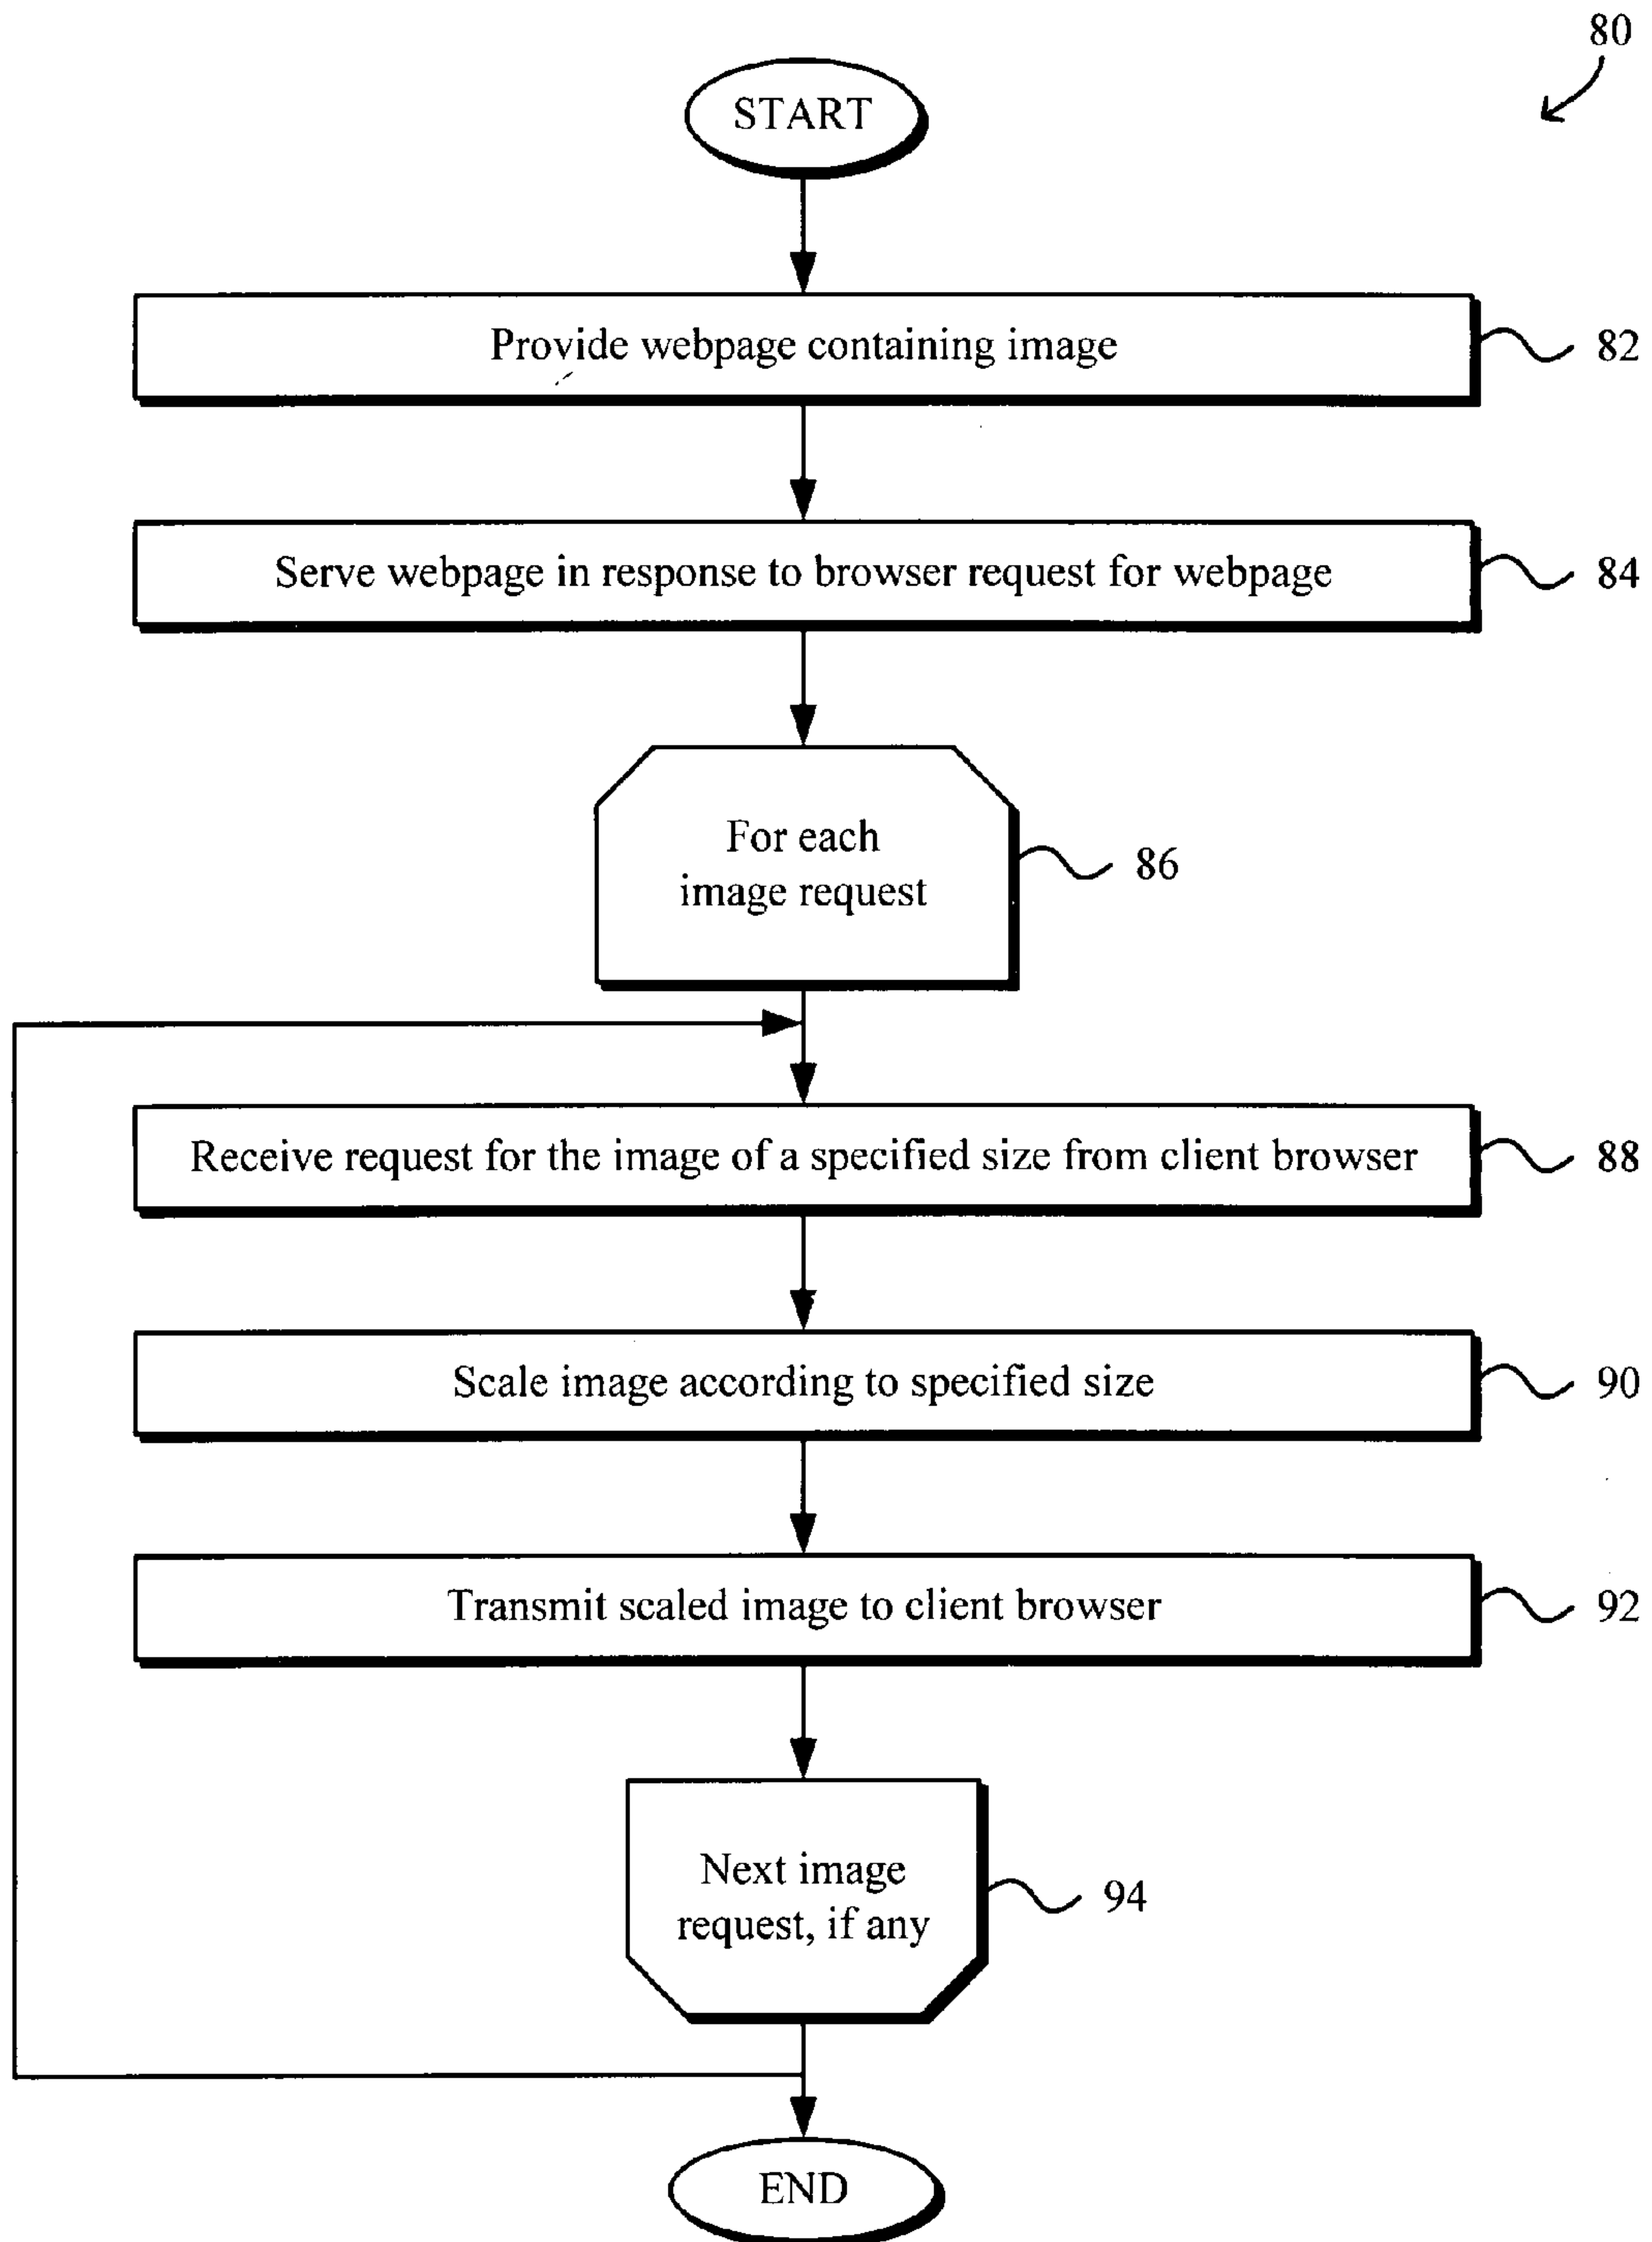 80
START
Provide webpage containing image
82
Serve webpage in response to browser request for webpage
84
For each
image request
86
Receive request for the image of a specified size from client browser
88
Scale image according to specified size
90
Transmit scaled image to client browser
92
Next image
request, if any
94
END